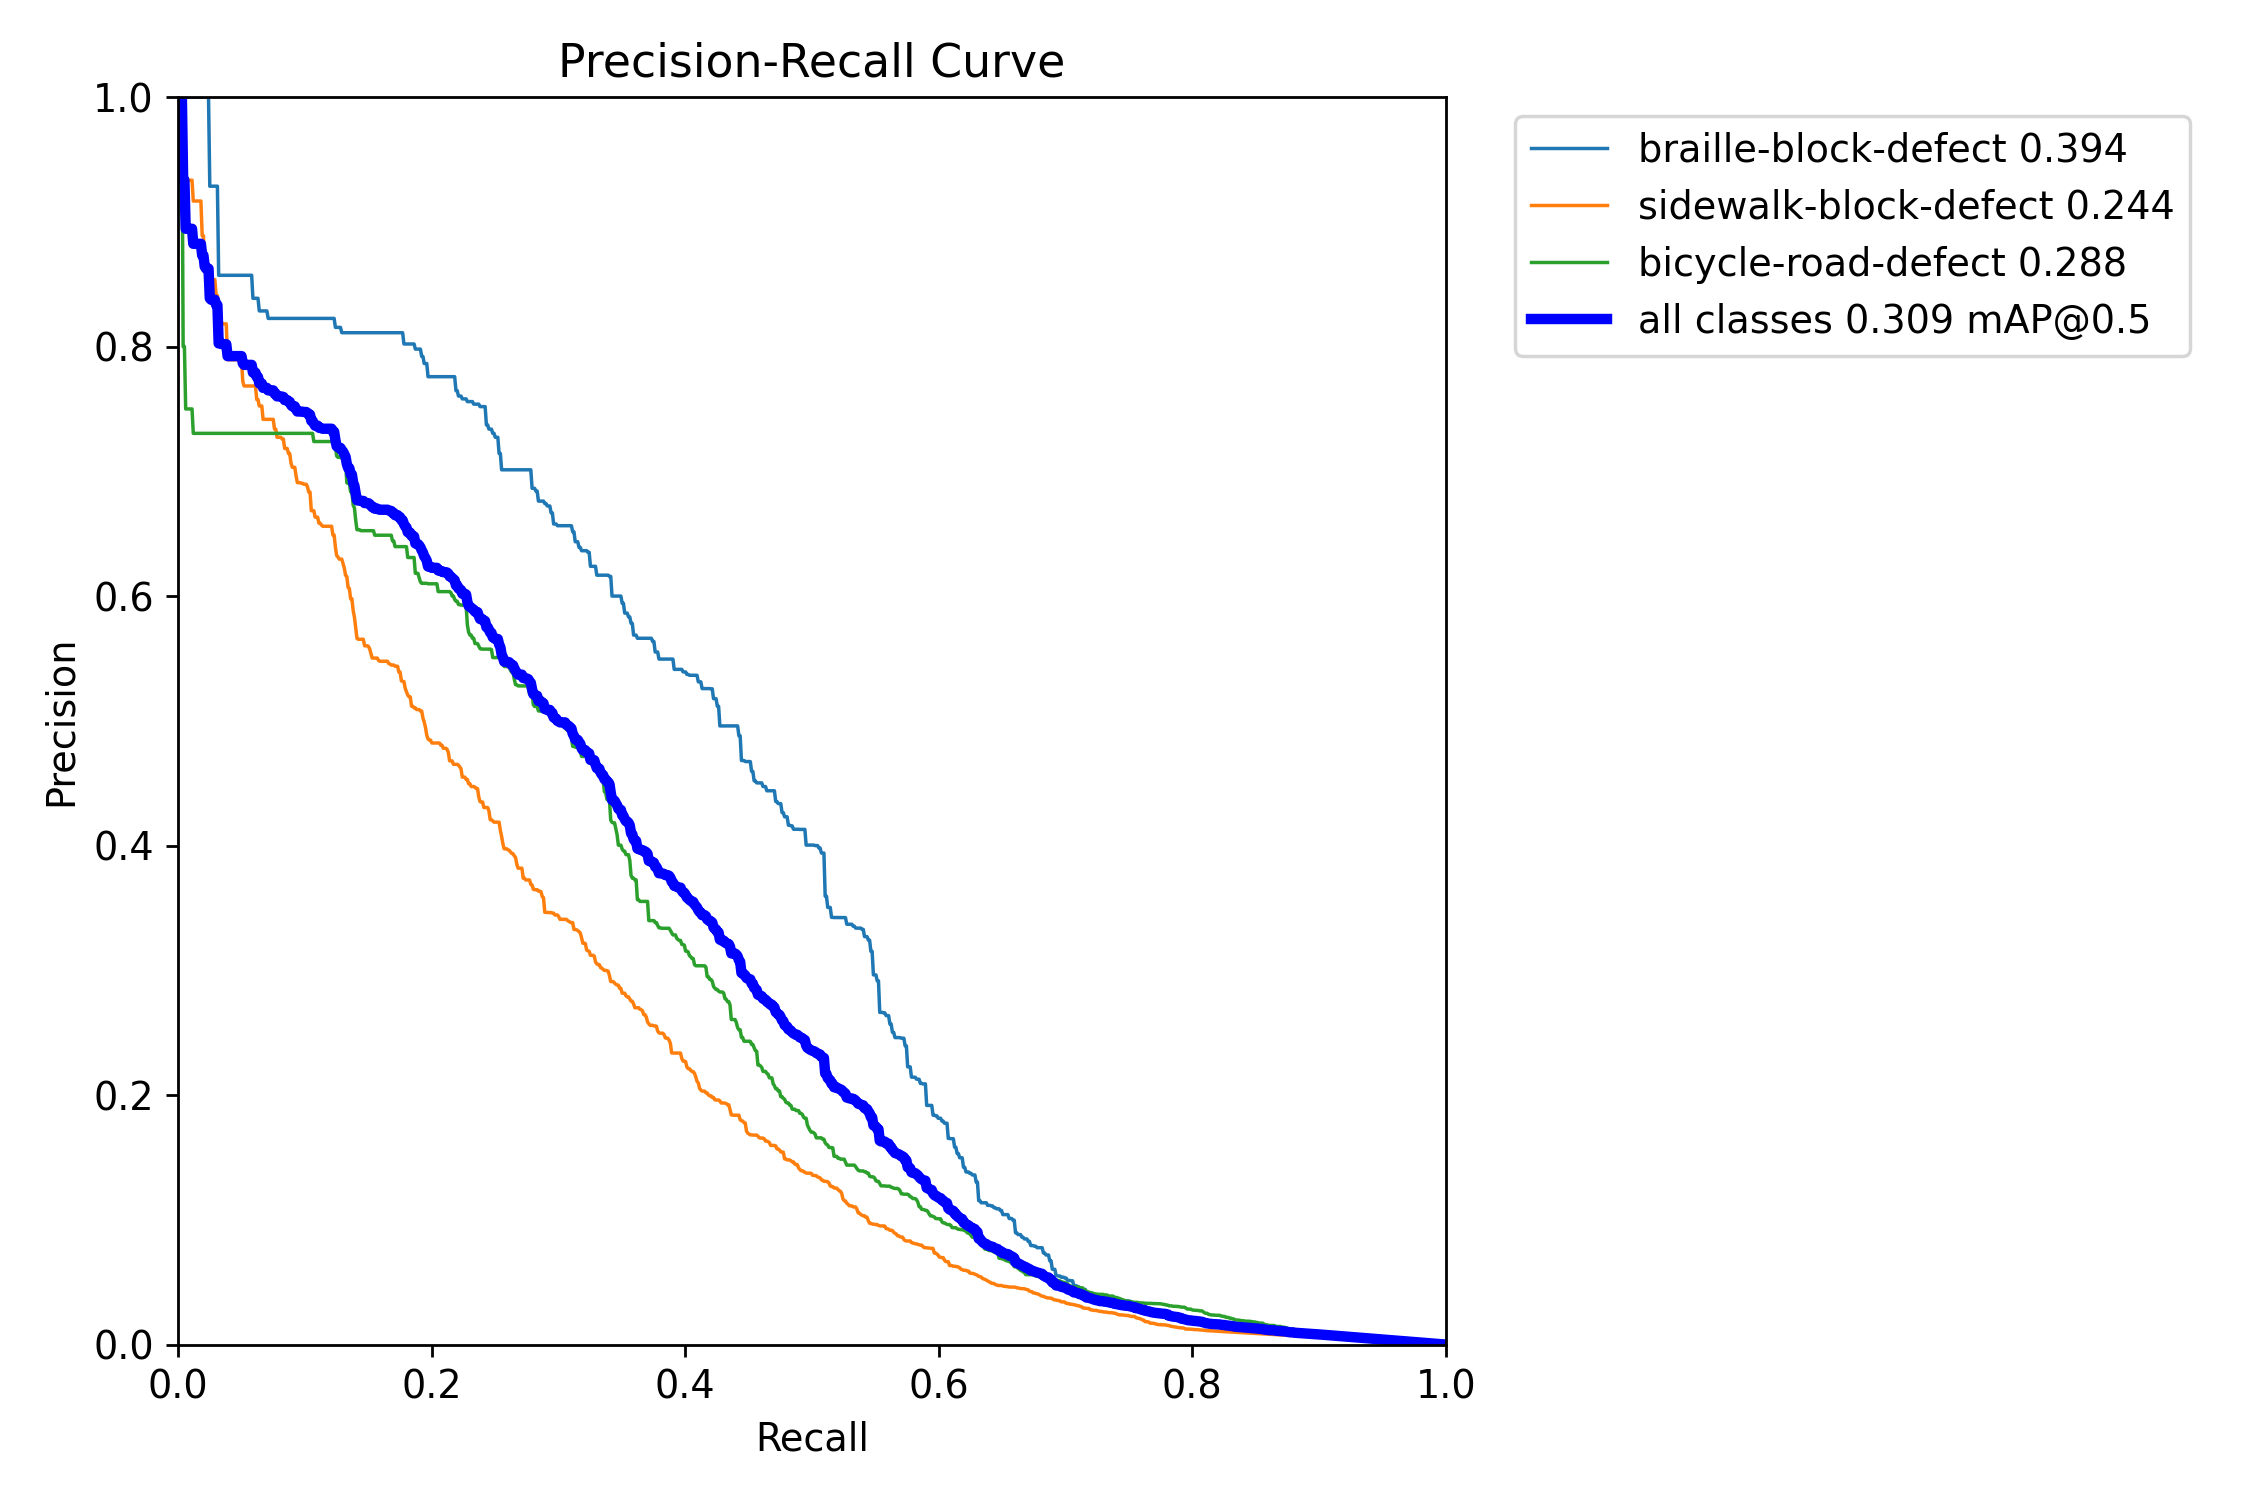 Precision-Recall Curve
1.0
0.8
0.6
0.4
0.2
0.0
Precision
0.0 0.2 0.4 0.6 0.8 1.0
Recall
braille-block-defect 0.394
sidewalk-block-defect 0.244
bicycle-road-defect 0.288
all classes 0.309 mAP@0.5